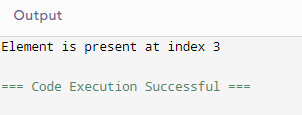 Output
Element is present at index 3
=== Code Execution Successful ===